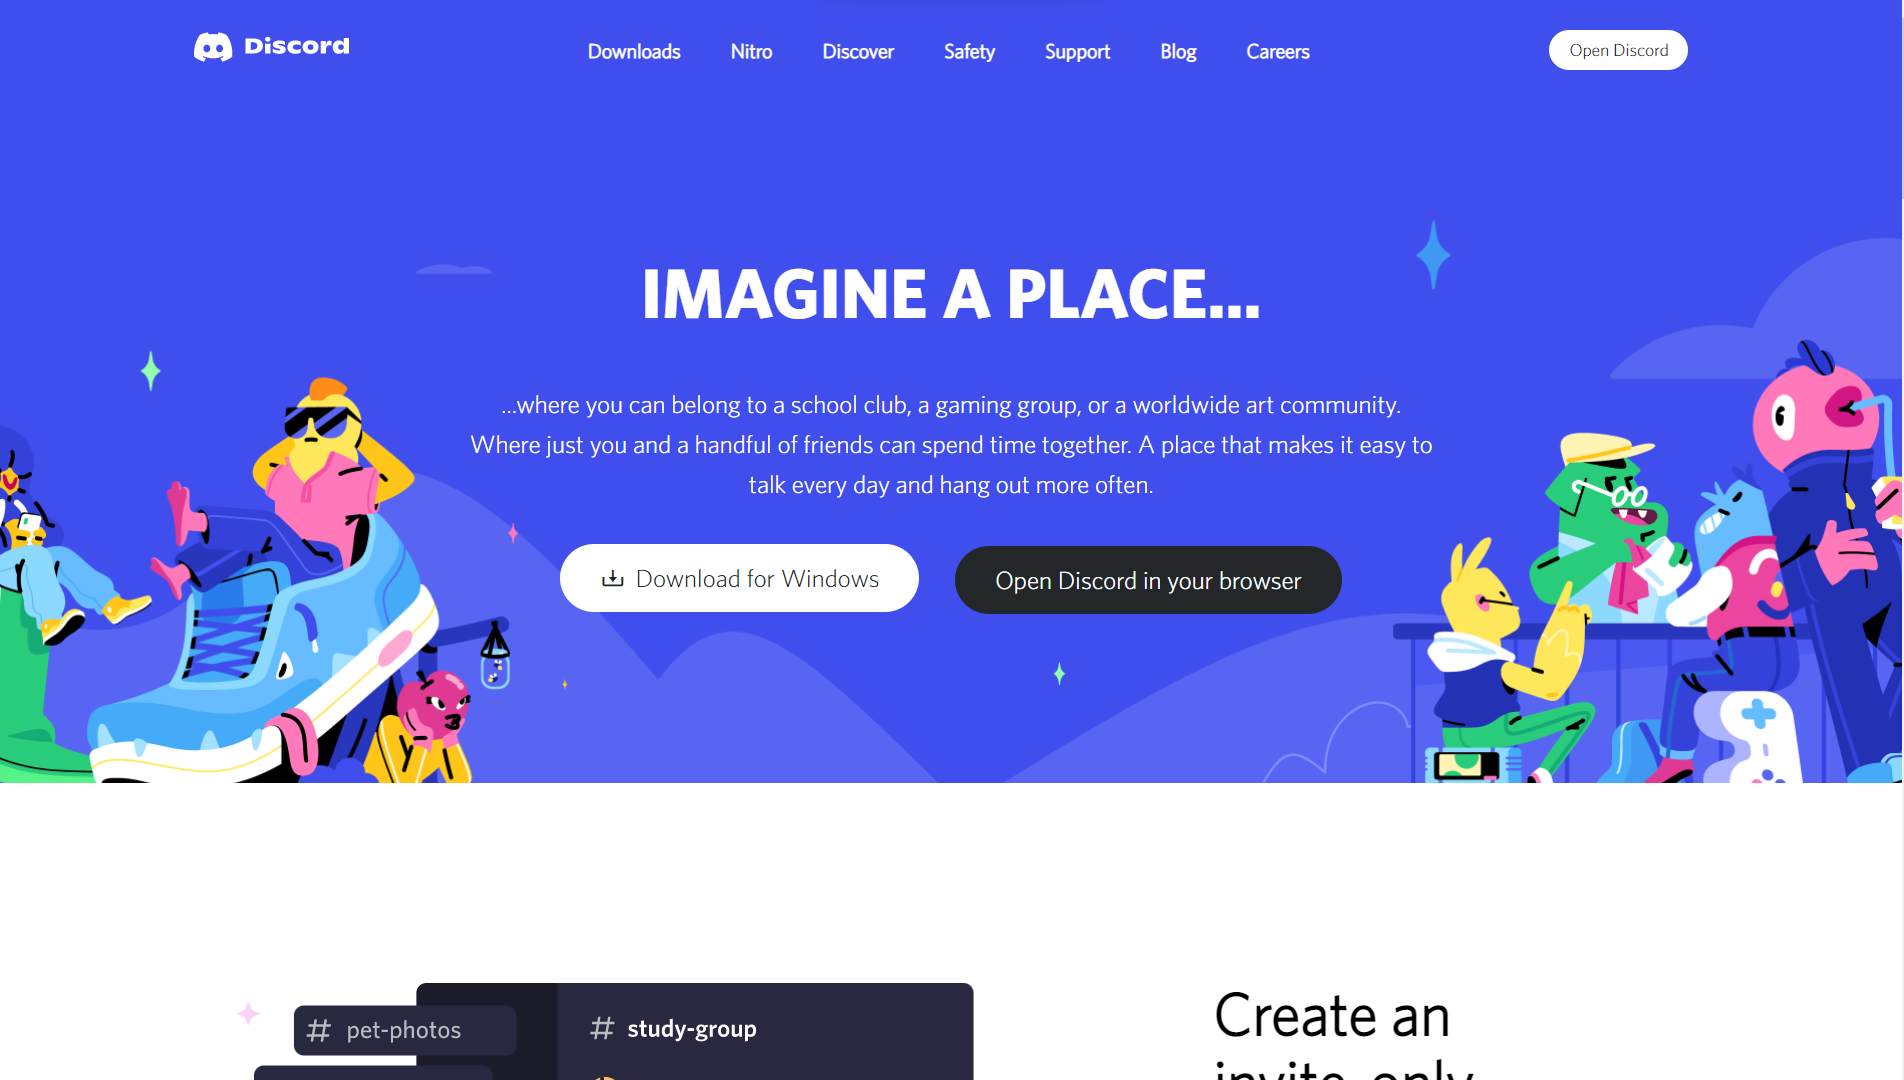 Discord
Downloads
Nitro
Discover
Safety
Support
Blog
Careers
Open Discord
IMAGINE A PLACE...
...where you can belong to a school club, a gaming group, or a worldwide art community.
Where just you and a handful of friends can spend time together. A place that makes it easy to
talk every day and hang out more often.
Download for Windows
Open Discord in your browser
# pet-photos
# study-group
Create an
invite-only